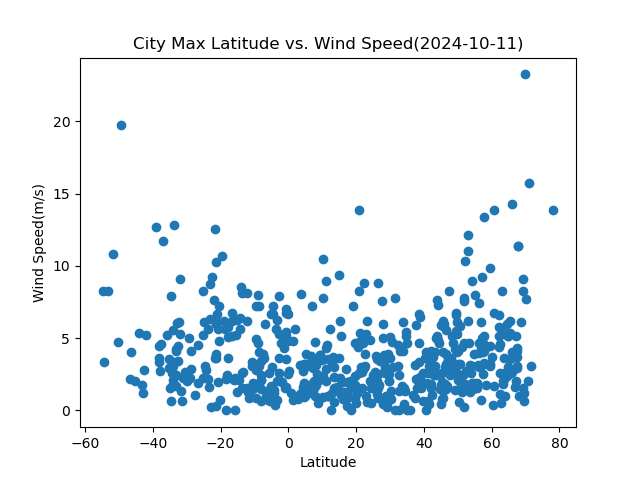 City Max Latitude vs. Wind Speed(2024-10-11)
Wind Speed(m/s)
20
15
10
5
0
−60 −40 −20 0 20 40 60 80
Latitude